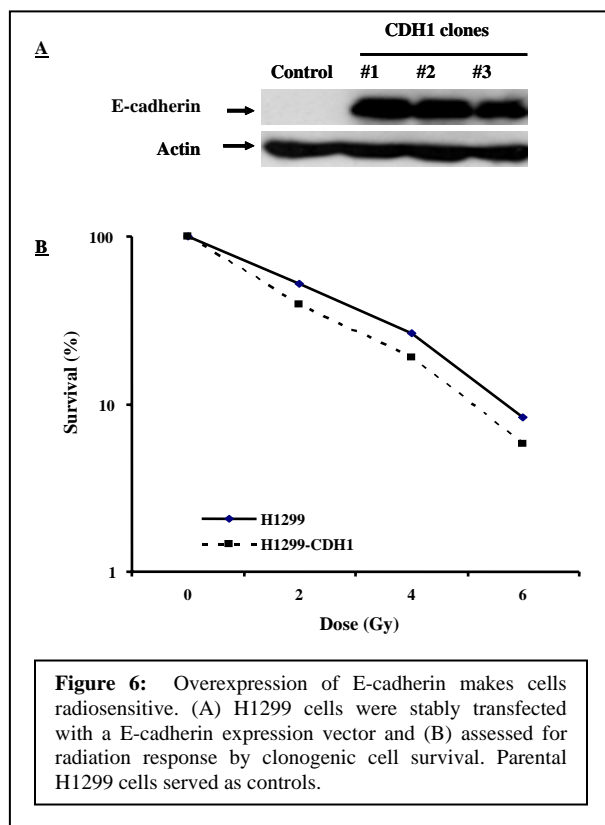 A
CDH1 clones
Control #1 #2 #3
E-cadherin
Actin
B
100
10
1
Survival (%)
H1299
H1299-CDH1
0 2 4 6
Dose (Gy)
Figure 6: Overexpression of E-cadherin makes cells
radiosensitive. (A) H1299 cells were stably transfected
with a E-cadherin expression vector and (B) assessed for
radiation response by clonogenic cell survival. Parental
H1299 cells served as controls.